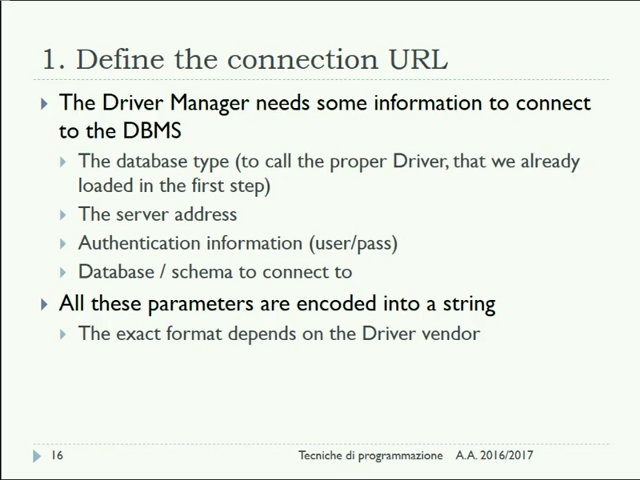 1. Define the connection URL
The Driver Manager needs some information to connect
to the DBMS
The database type (to call the proper Driver, that we already
loaded in the first step)
The server address
Authentication information (user/pass)
Database / schema to connect to
All these parameters are encoded into a string
The exact format depends on the Driver vendor
16 Tecniche di programmazione A.A. 2016/2017